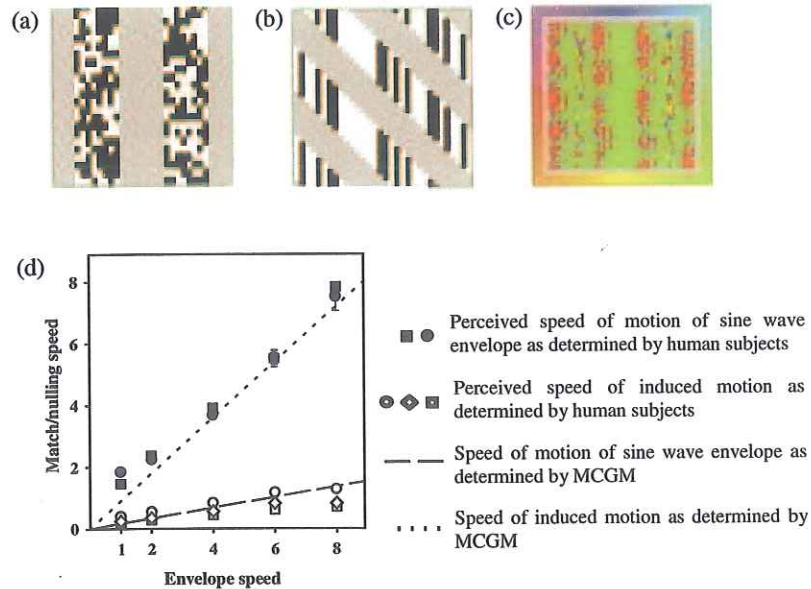 (a)
(b)
(c)
(d)
Match/nulling speed
8
6
4
2
0
1 2 4 6 8
Envelope speed
Perceived speed of motion of sine wave
envelope as determined by human subjects
Perceived speed of induced motion as
determined by human subjects
Speed of motion of sine wave envelope as
determined by MCGM
Speed of induced motion as determined by
MCGM